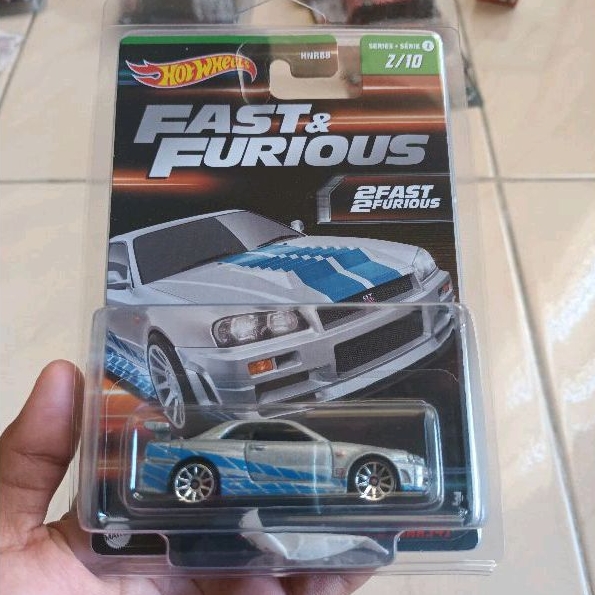 HOT WHEELS
HNR88
SERIES • SÉRIE 1
2/10
FAST &
FURIOUS
2FAST
2FURIOUS